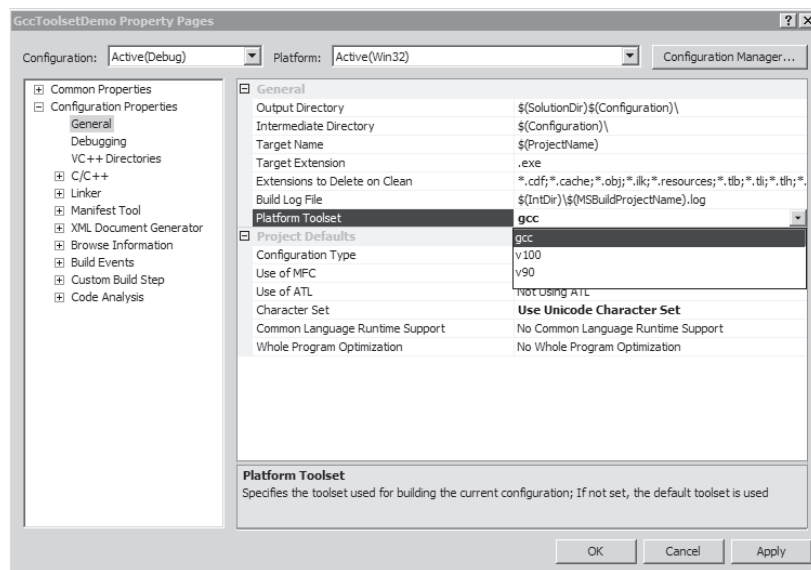 GccToolsetDemo Property Pages
Configuration: Active(Debug) Platform: Active(Win32) Configuration Manager...
Common Properties
Configuration Properties
General
Debugging
VC++ Directories
C/C++
Linker
Manifest Tool
XML Document Generator
Browse Information
Build Events
Custom Build Step
Code Analysis
General
Output Directory $(SolutionDir)$(Configuration)\
Intermediate Directory $(Configuration)\
Target Name $(ProjectName)
Target Extension .exe
Extensions to Delete on Clean *.cdf;*.cache;*.obj;*.ilk;*.resources;*.tlb;*.tli;*.tlh;*.
Build Log File $(IntDir)\$(MSBuildProjectName).log
Platform Toolset gcc
Project Defaults gcc
Configuration Type v100
Use of MFC v90
Use of ATL Not Using ATL
Character Set Use Unicode Character Set
Common Language Runtime Support No Common Language Runtime Support
Whole Program Optimization No Whole Program Optimization
Platform Toolset
Specifies the toolset used for building the current configuration; If not set, the default toolset is used
OK Cancel Apply